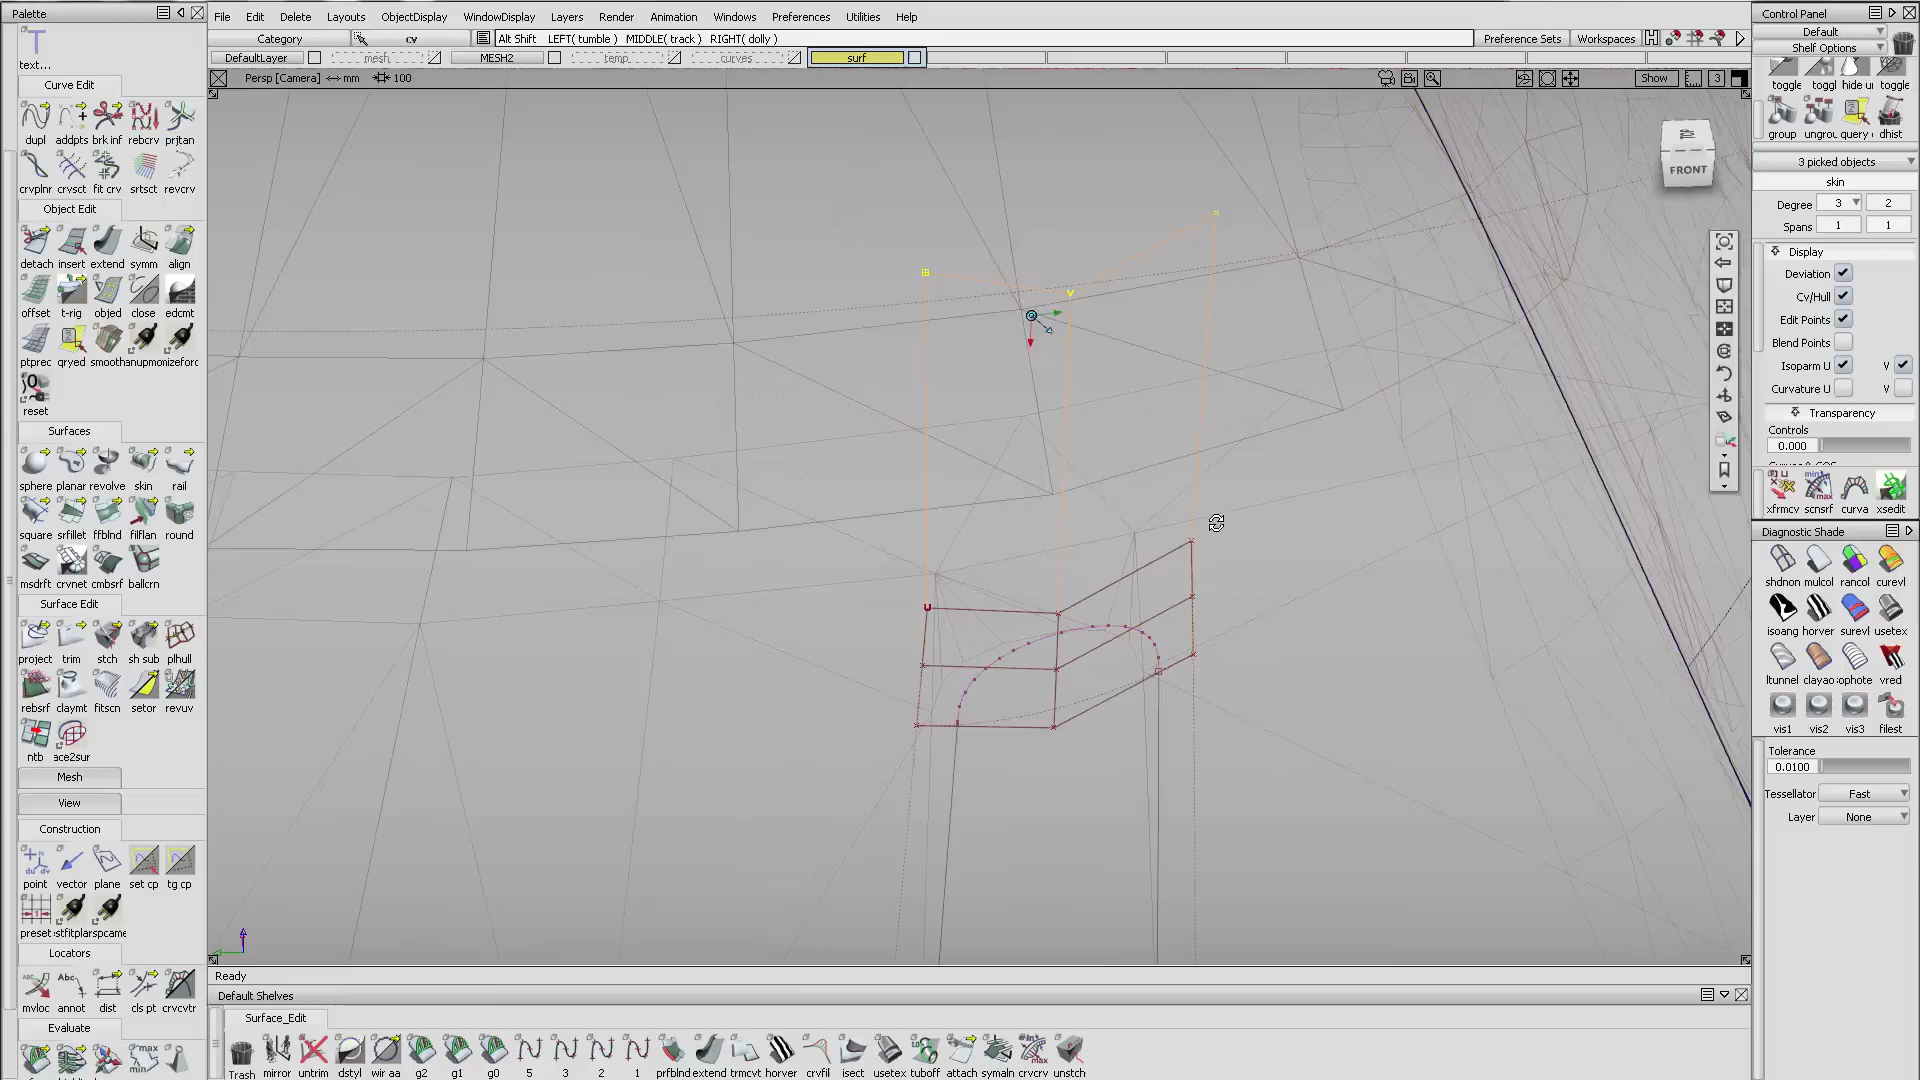 Palette
File Edit Delete Layouts ObjectDisplay WindowDisplay Layers Render Animation Windows Preferences Utilities Help
Control Panel
Category
cv
Alt Shift LEFT( tumble ) MIDDLE( track ) RIGHT( dolly )
Preference Sets
Workspaces
Default
Shelf Options
DefaultLayer
mesh
MESH2
temp
curves
surf
Persp [Camera] mm 100
Show
3
text...
Curve Edit
dupl addpts brk inf rebcrv prjtan
crvplnr crvsct fit crv srtsct revcrv
Object Edit
detach insert extend symm align
offset t-rig objed close edcmt
ptprec qryed smooth
reset
Surfaces
sphere planar revolve skin rail
square srfillet ffblnd filflan round
msdrft crvnet cmbsrf ballcrn
Surface Edit
project trim stch sh sub plhull
rebsrf claymt fitscn setor revuv
ntb ace2sur
Mesh
View
Construction
point vector plane set cp tg cp
preset
Locators
mvloc annot dist cls pt crvcvtr
Evaluate
FRONT
toggle toggl hide ur toggle
group ungrou query dhist
3 picked objects
skin
Degree 3 2
Spans 1 1
Display
Deviation
Cv/Hull
Edit Points
Blend Points
Isoparm U V
Curvature U V
Transparency
Controls
0.000
xfrmcv scnsrf curva xsedit
Diagnostic Shade
shdnon mulcol rancol curevl
isoang horver surevl usetex
ltunnel clayao vred
vis1 vis2 vis3 filest
Tolerance
0.0100
Tessellator Fast
Layer None
Ready
Default Shelves
Surface_Edit
Trash mirror untrim dstyl wir aa g2 g1 g0 5 3 2 1 prfblnd extend trmcvt horver crvfil isect usetex tuboff attach symaln crvcrv unstch